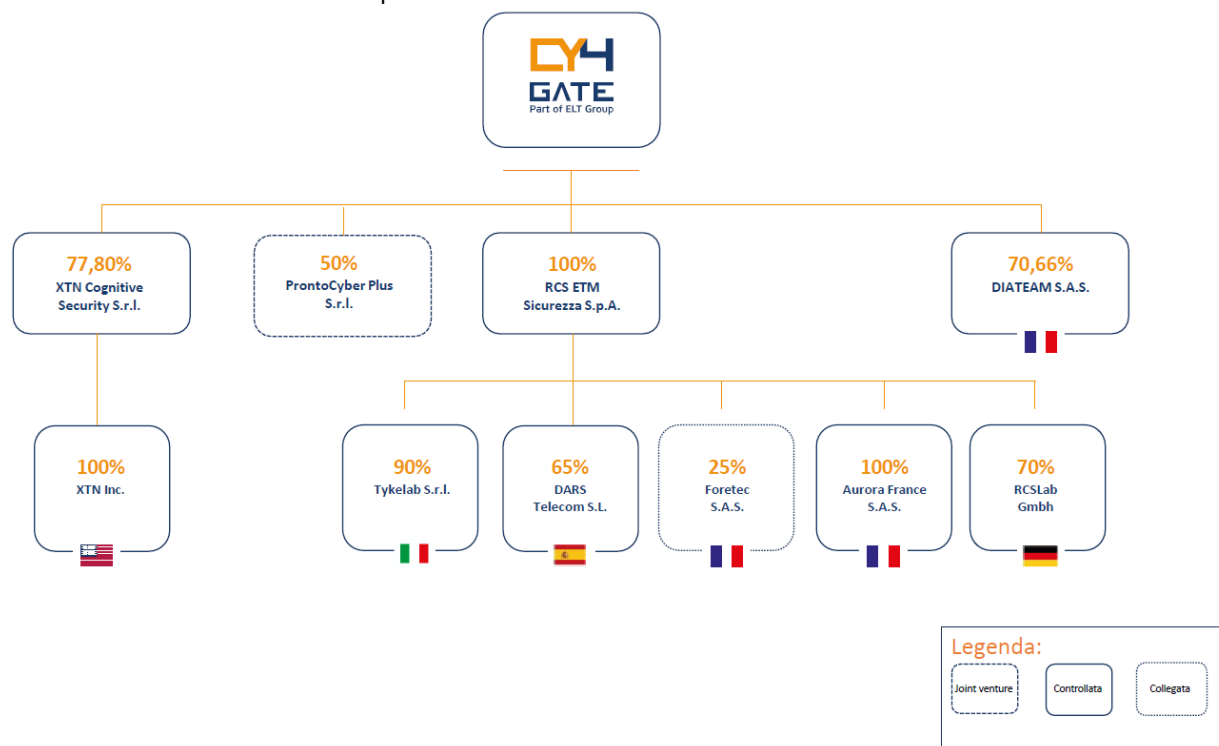 CY4
GATE
Part of ELT Group
77,80%
XTN Cognitive
Security S.r.l.
50%
ProntoCyber Plus
S.r.l.
100%
RCS ETM
Sicurezza S.p.A.
70,66%
DIATEAM S.A.S.
100%
XTN Inc.
90%
Tykelab S.r.l.
65%
DARS
Telecom S.L.
25%
Foretec
S.A.S.
100%
Aurora France
S.A.S.
70%
RCSLab
Gmbh
Legenda:
Joint venture
Controllata
Collegata